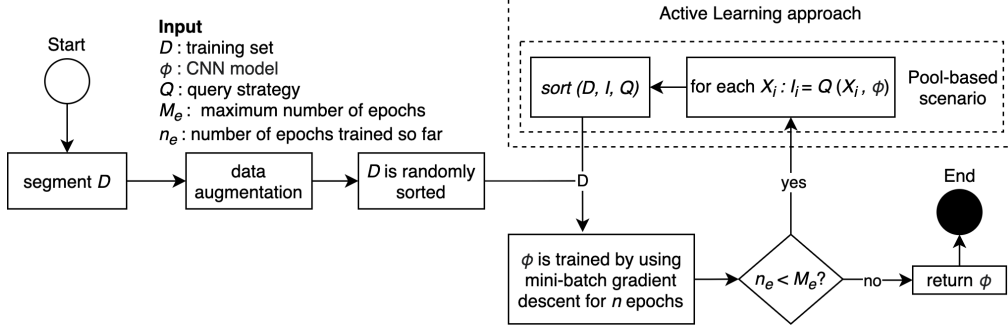 Start
Input
D : training set
ϕ : CNN model
Q : query strategy
Mₑ : maximum number of epochs
nₑ : number of epochs trained so far
segment D
data
augmentation
D is randomly
sorted
Active Learning approach
sort (D, I, Q)
for each Xᵢ : Iᵢ = Q (Xᵢ , ϕ)
Pool-based
scenario
D
yes
ϕ is trained by using
mini-batch gradient
descent for n epochs
nₑ < Mₑ?
no
return ϕ
End